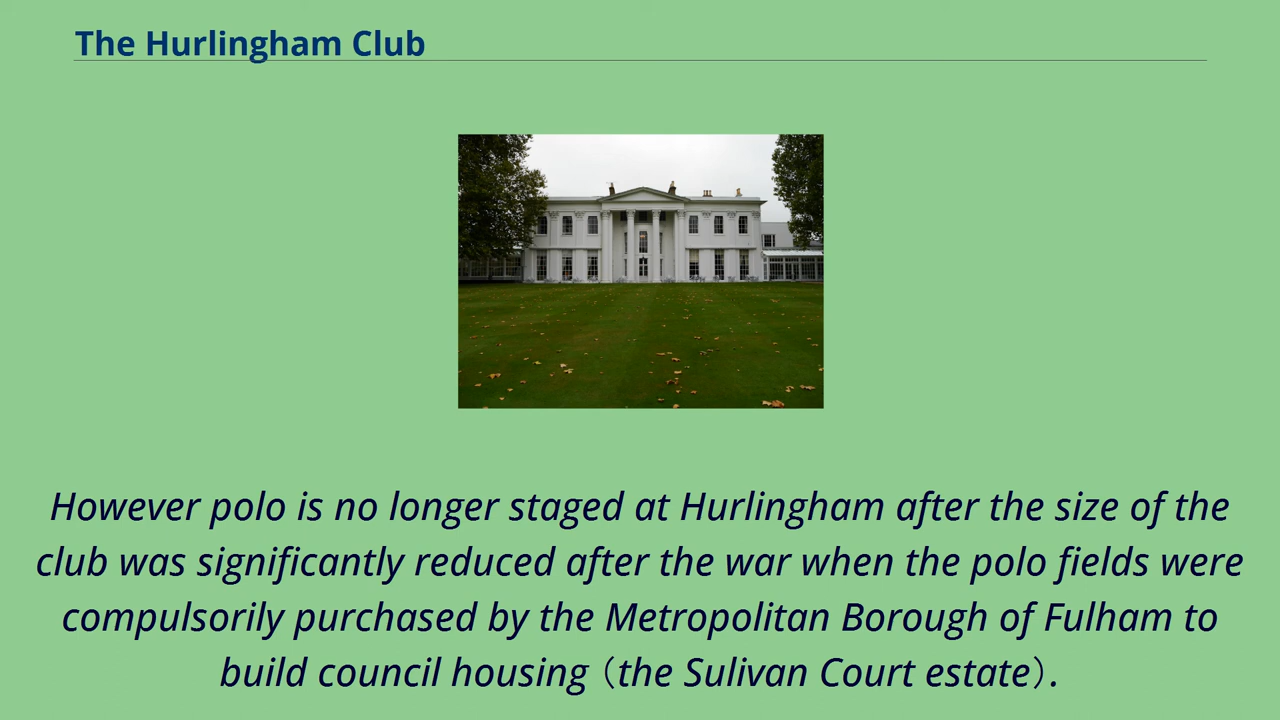 The Hurlingham Club
However polo is no longer staged at Hurlingham after the size of the
club was significantly reduced after the war when the polo fields were
compulsorily purchased by the Metropolitan Borough of Fulham to
build council housing（the Sulivan Court estate）.